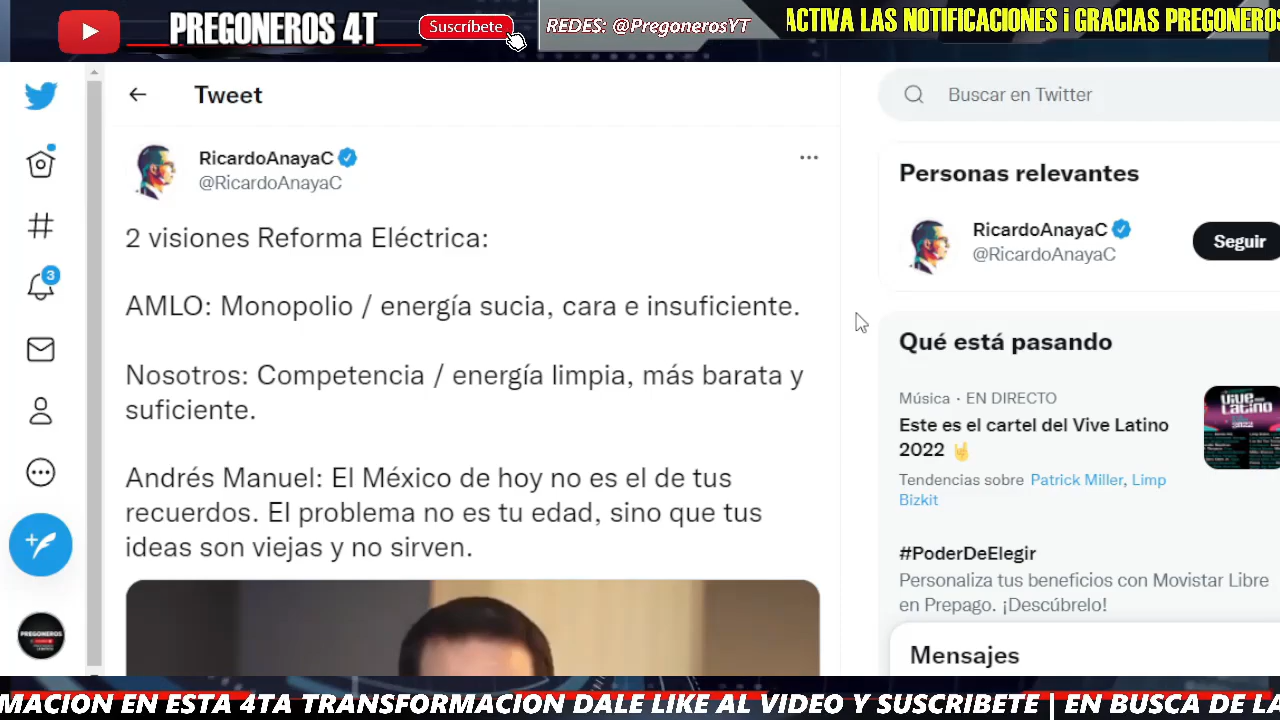 PREGONEROS 4T
Suscríbete
REDES: @PregonerosYT
ACTIVA LAS NOTIFICACIONES ¡ GRACIAS PREGONEROS
Tweet
Buscar en Twitter
RicardoAnayaC
@RicardoAnayaC
2 visiones Reforma Eléctrica:
AMLO: Monopolio / energía sucia, cara e insuficiente.
Nosotros: Competencia / energía limpia, más barata y
suficiente.
Andrés Manuel: El México de hoy no es el de tus
recuerdos. El problema no es tu edad, sino que tus
ideas son viejas y no sirven.
3
PREGONEROS
Personas relevantes
RicardoAnayaC
@RicardoAnayaC
Seguir
Qué está pasando
Música · EN DIRECTO
Este es el cartel del Vive Latino
2022 🤘
Tendencias sobre Patrick Miller, Limp
Bizkit
Vive
Latino
#PoderDeElegir
Personaliza tus beneficios con Movistar Libre
en Prepago. ¡Descúbrelo!
Mensajes
MACION EN ESTA 4TA TRANSFORMACION DALE LIKE AL VIDEO Y SUSCRIBETE | EN BUSCA DE LA